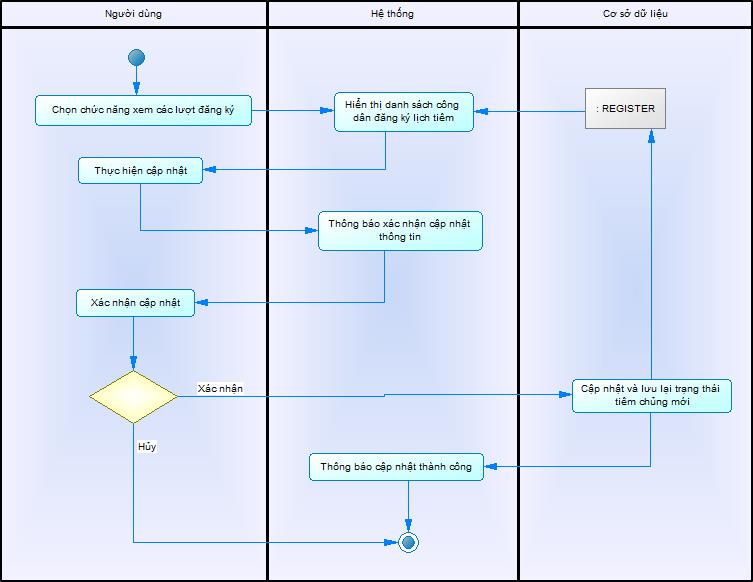 Người dùng
Hệ thống
Cơ sở dữ liệu
Chọn chức năng xem các lượt đăng ký
Hiển thị danh sách công
dân đăng ký lịch tiêm
: REGISTER
Thực hiện cập nhật
Thông báo xác nhận cập nhật
thông tin
Xác nhận cập nhật
Xác nhận
Cập nhật và lưu lại trạng thái
tiêm chủng mới
Hủy
Thông báo cập nhật thành công